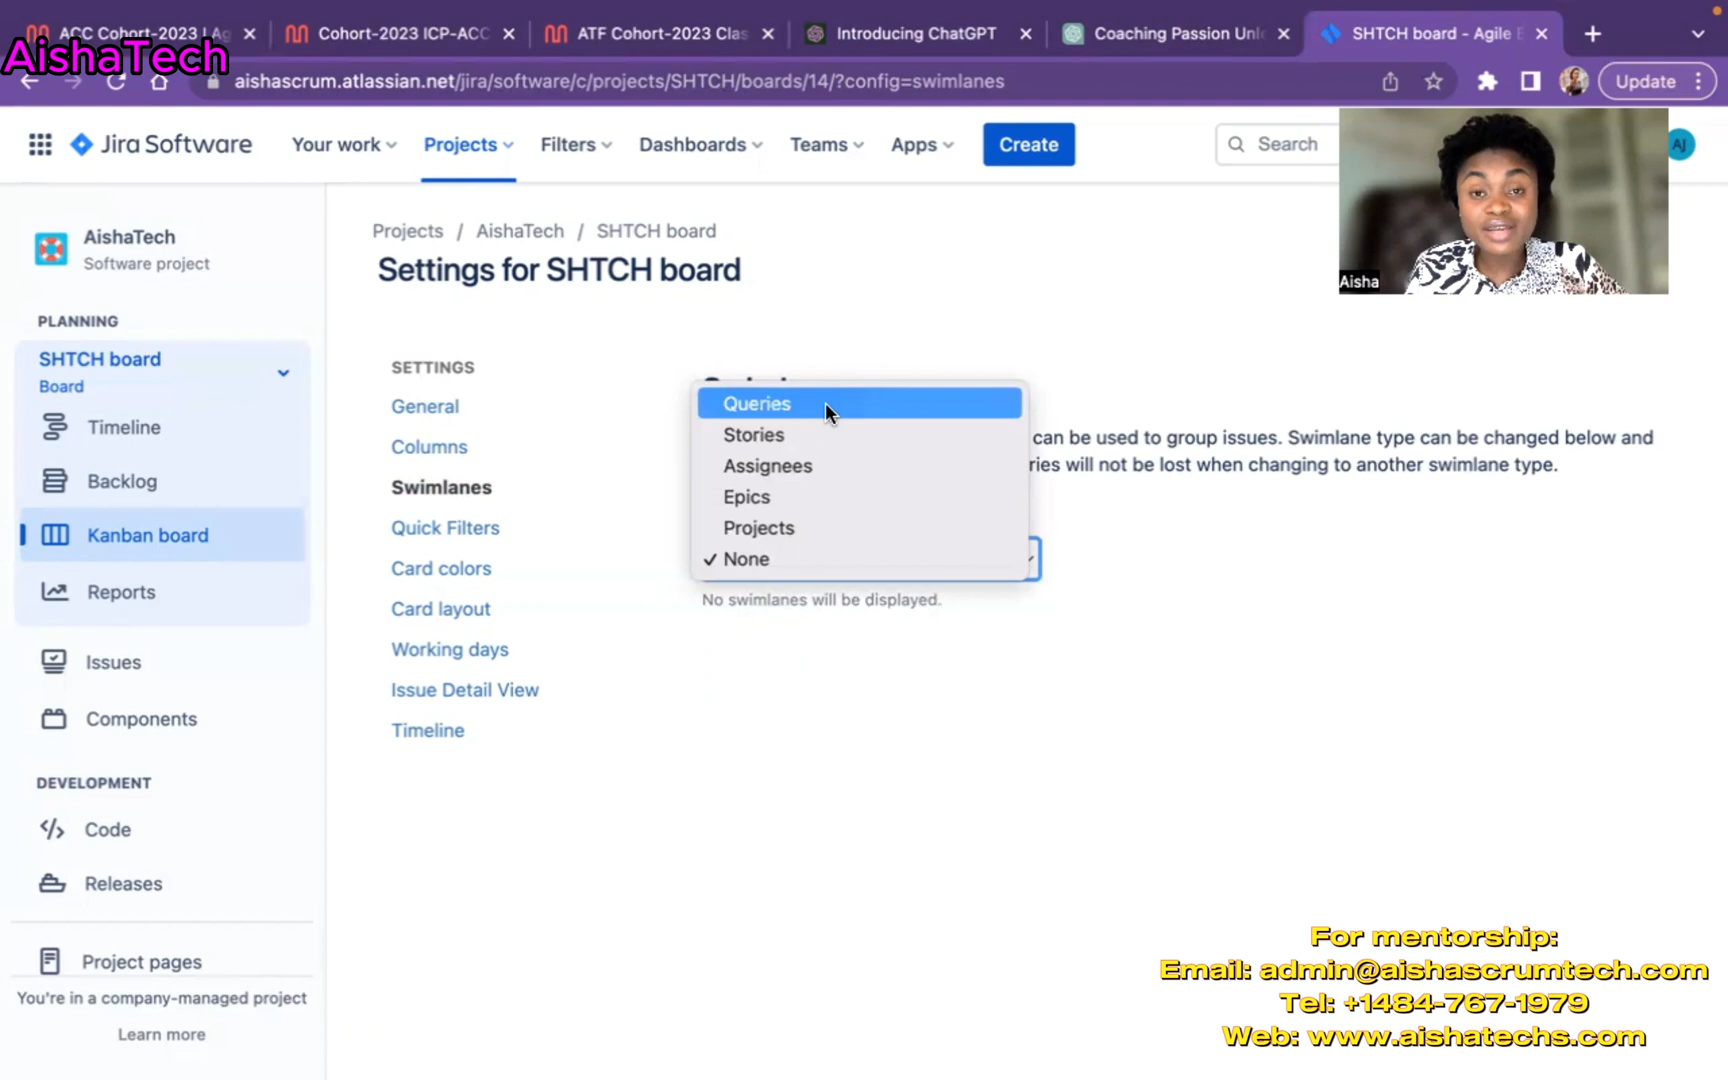 ACC Cohort-2023 | Ag
Cohort-2023 ICP-ACC
ATF Cohort-2023 Clas
Introducing ChatGPT
Coaching Passion Unl
SHTCH board - Agile B
AishaTech
aishascrum.atlassian.net/jira/software/c/projects/SHTCH/boards/14/?config=swimlanes
Update
Jira Software
Your work
Projects
Filters
Dashboards
Teams
Apps
Create
Search
AJ
Aisha
AishaTech
Software project
PLANNING
SHTCH board
Board
Timeline
Backlog
Kanban board
Reports
Issues
Components
DEVELOPMENT
Code
Releases
Project pages
You're in a company-managed project
Learn more
Projects / AishaTech / SHTCH board
Settings for SHTCH board
SETTINGS
General
Columns
Swimlanes
Quick Filters
Card colors
Card layout
Working days
Issue Detail View
Timeline
Queries
Stories
Assignees
Epics
Projects
None
can be used to group issues. Swimlane type can be changed below and
ries will not be lost when changing to another swimlane type.
No swimlanes will be displayed.
For mentorship:
Email: admin@aishascrumtech.com
Tel: +1484-767-1979
Web: www.aishatechs.com